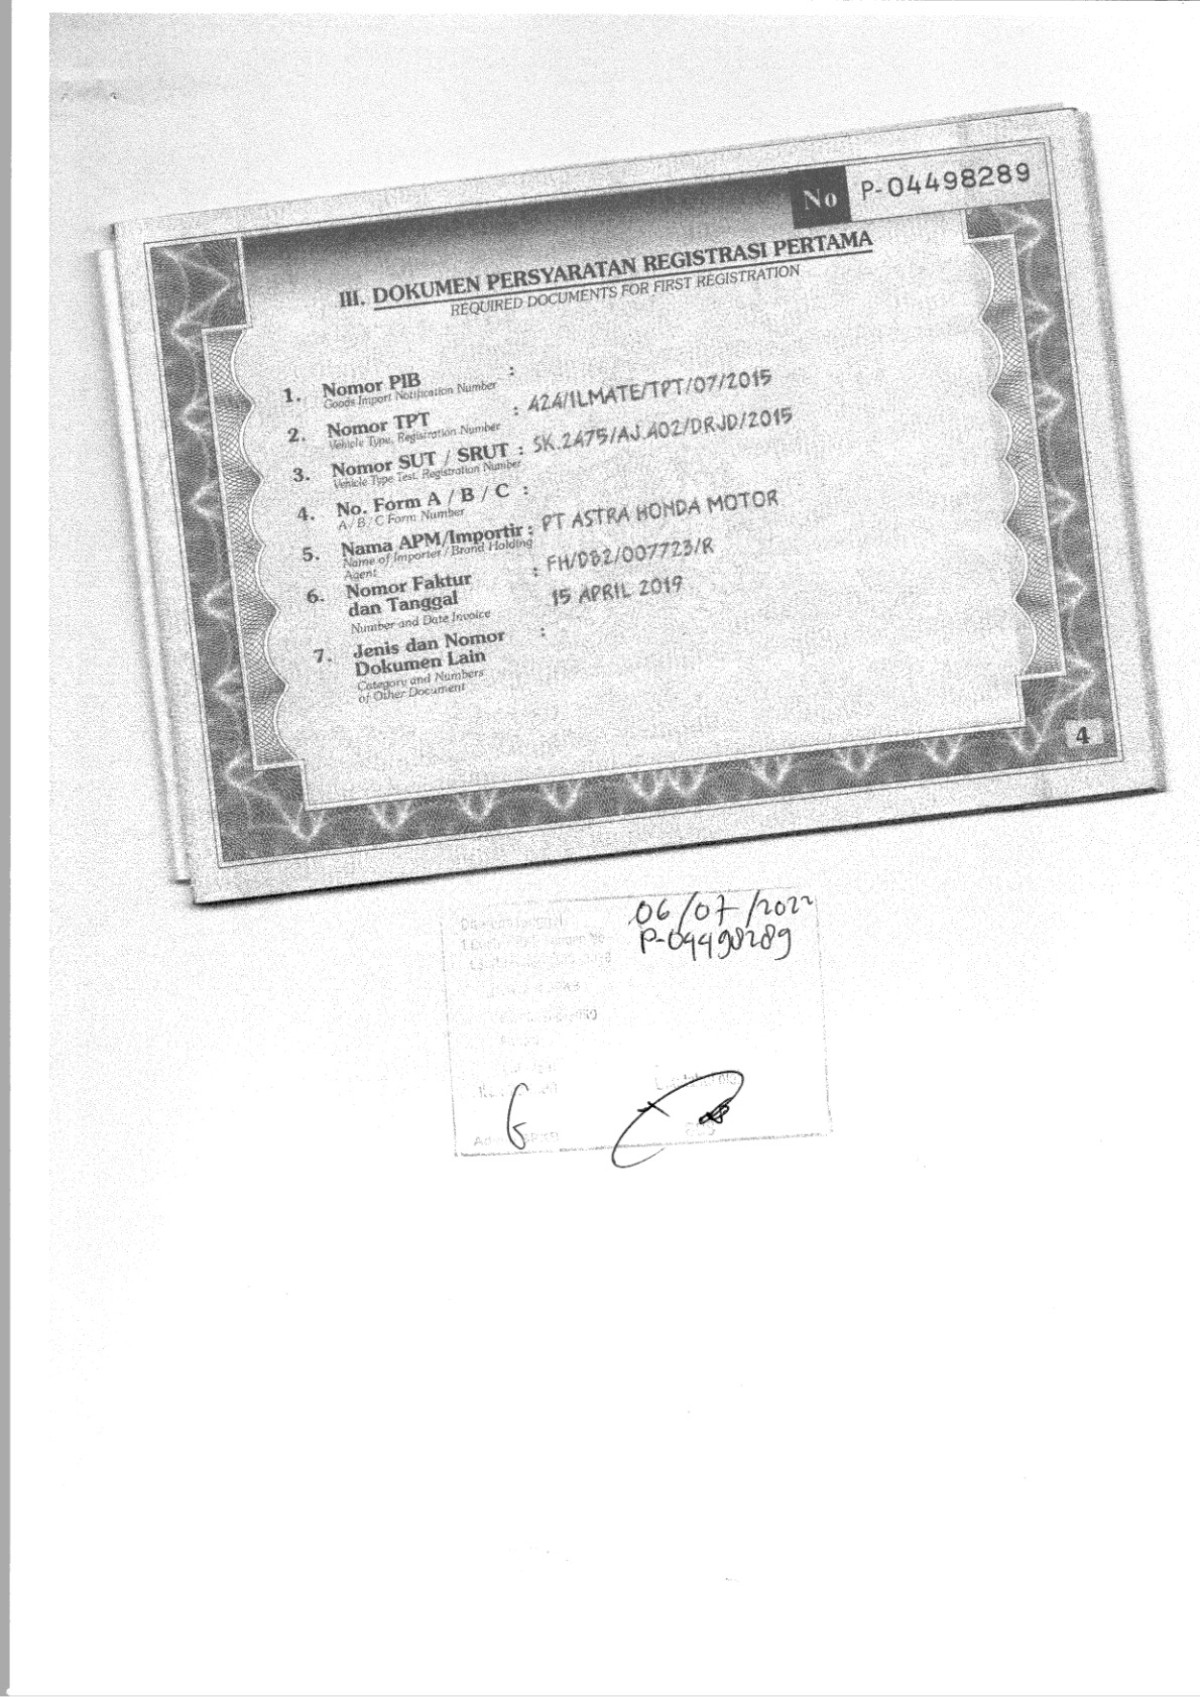 No P-04498289
III. DOKUMEN PERSYARATAN REGISTRASI PERTAMA
REQUIRED DOCUMENTS FOR FIRST REGISTRATION
1. Nomor PIB :
Goods Import Notification Number
2. Nomor TPT : 424/ILMATE/TPT/07/2015
Vehicle Type, Registration Number
3. Nomor SUT / SRUT : SK.2475/AJ.402/DRJD/2015
Vehicle Type Test, Registration Number
4. No. Form A / B / C :
A / B / C Form Number
5. Nama APM/Importir : PT ASTRA HONDA MOTOR
Name of Importer / Brand Holding
Agent
6. Nomor Faktur : FH/DB2/007723/R
dan Tanggal 15 APRIL 2019
Number and Date Invoice
7. Jenis dan Nomor :
Dokumen Lain
Category and Numbers
of Other Document
4
06/07/2022
P-04498289